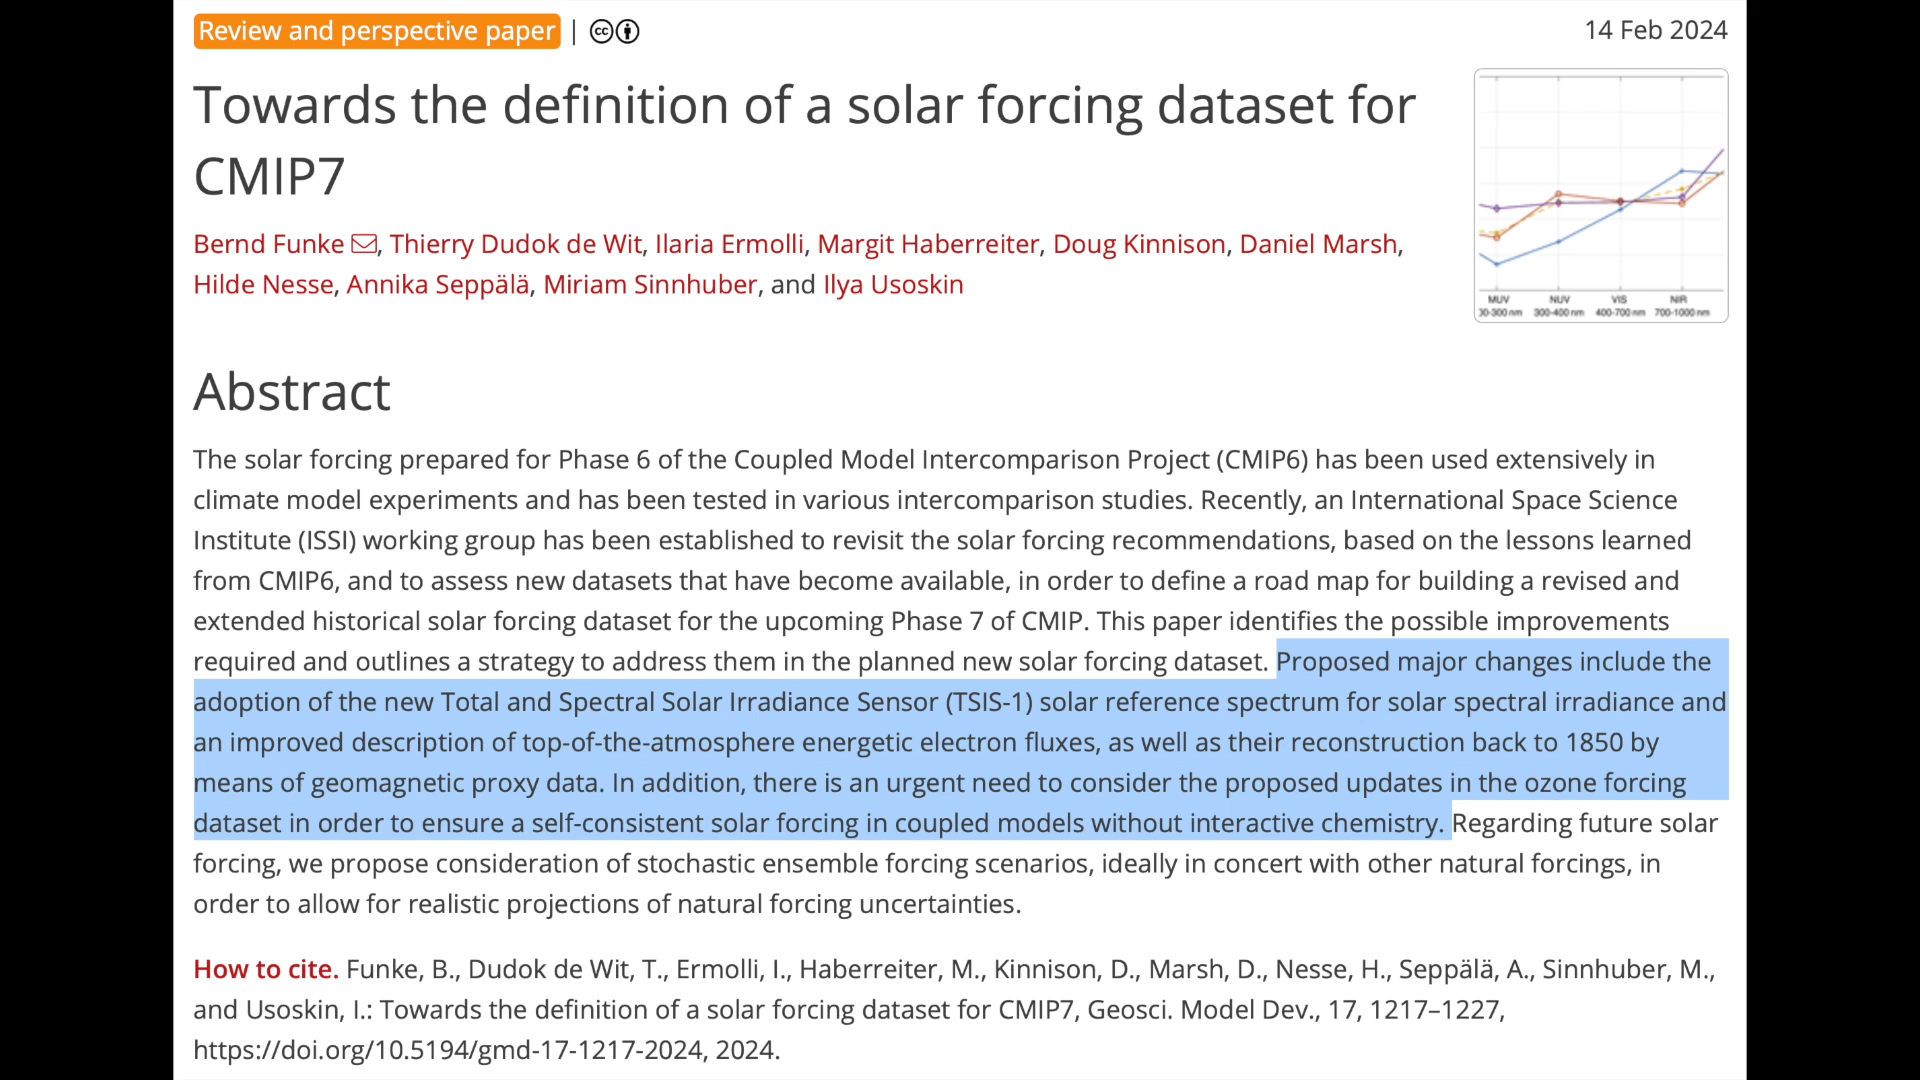 Review and perspective paper |
14 Feb 2024
Towards the definition of a solar forcing dataset for
CMIP7
Bernd Funke, Thierry Dudok de Wit, Ilaria Ermolli, Margit Haberreiter, Doug Kinnison, Daniel Marsh,
Hilde Nesse, Annika Seppälä, Miriam Sinnhuber, and Ilya Usoskin
MUV NUV VIS NIR
00-300 nm 300-400 nm 400-700 nm 700-1000 nm
Abstract
The solar forcing prepared for Phase 6 of the Coupled Model Intercomparison Project (CMIP6) has been used extensively in
climate model experiments and has been tested in various intercomparison studies. Recently, an International Space Science
Institute (ISSI) working group has been established to revisit the solar forcing recommendations, based on the lessons learned
from CMIP6, and to assess new datasets that have become available, in order to define a road map for building a revised and
extended historical solar forcing dataset for the upcoming Phase 7 of CMIP. This paper identifies the possible improvements
required and outlines a strategy to address them in the planned new solar forcing dataset. Proposed major changes include the
adoption of the new Total and Spectral Solar Irradiance Sensor (TSIS-1) solar reference spectrum for solar spectral irradiance and
an improved description of top-of-the-atmosphere energetic electron fluxes, as well as their reconstruction back to 1850 by
means of geomagnetic proxy data. In addition, there is an urgent need to consider the proposed updates in the ozone forcing
dataset in order to ensure a self-consistent solar forcing in coupled models without interactive chemistry. Regarding future solar
forcing, we propose consideration of stochastic ensemble forcing scenarios, ideally in concert with other natural forcings, in
order to allow for realistic projections of natural forcing uncertainties.
How to cite. Funke, B., Dudok de Wit, T., Ermolli, I., Haberreiter, M., Kinnison, D., Marsh, D., Nesse, H., Seppälä, A., Sinnhuber, M.,
and Usoskin, I.: Towards the definition of a solar forcing dataset for CMIP7, Geosci. Model Dev., 17, 1217–1227,
https://doi.org/10.5194/gmd-17-1217-2024, 2024.